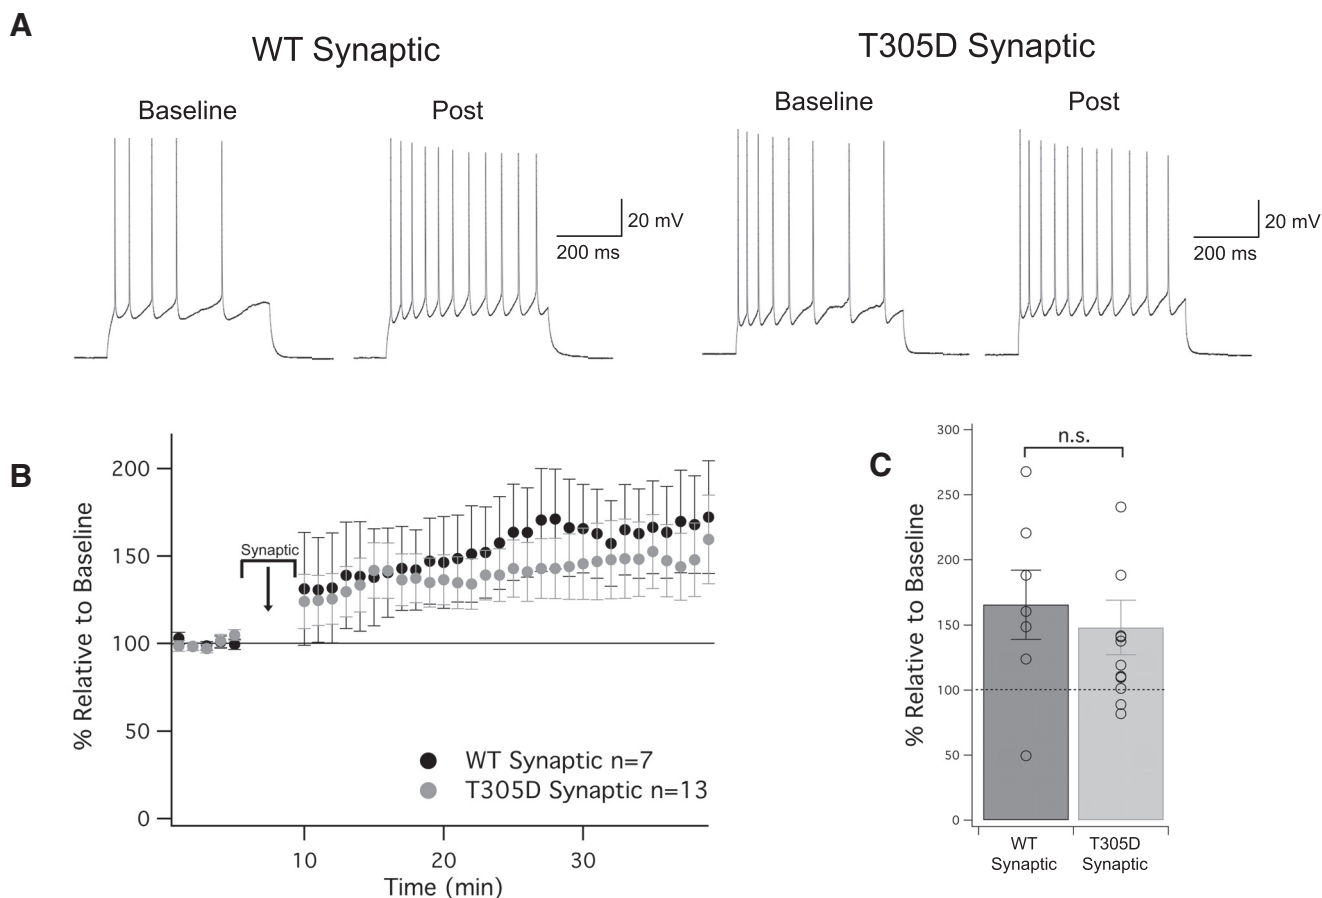 A
WT Synaptic
T305D Synaptic
Baseline
Post
Baseline
Post
20 mV
200 ms
20 mV
200 ms
B
% Relative to Baseline
200
150
100
50
0
Synaptic
WT Synaptic n=7
T305D Synaptic n=13
10
20
30
Time (min)
C
% Relative to Baseline
300
250
200
150
100
50
0
n.s.
WT
Synaptic
T305D
Synaptic